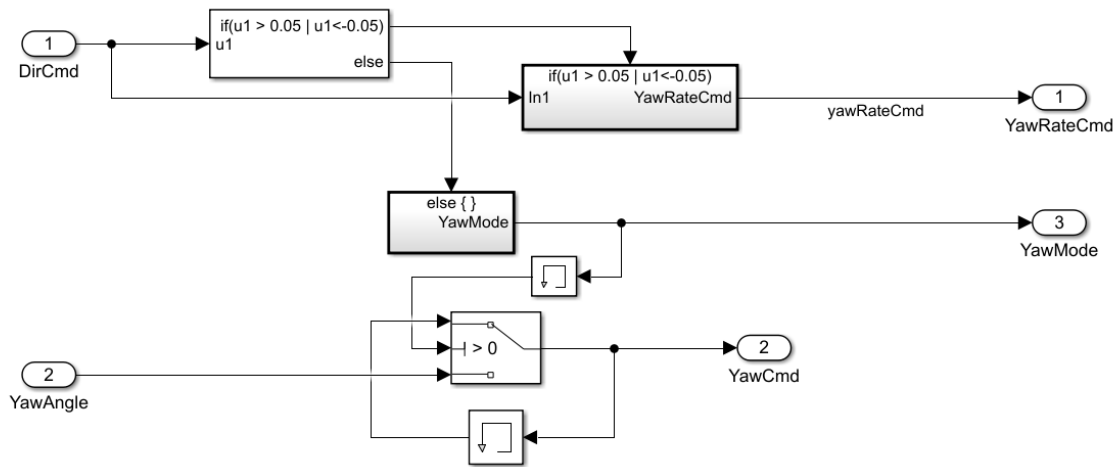 1
DirCmd
if(u1 > 0.05 | u1<-0.05)
u1
else
if(u1 > 0.05 | u1<-0.05)
In1
YawRateCmd
yawRateCmd
1
YawRateCmd
else { }
YawMode
3
YawMode
> 0
2
YawCmd
2
YawAngle